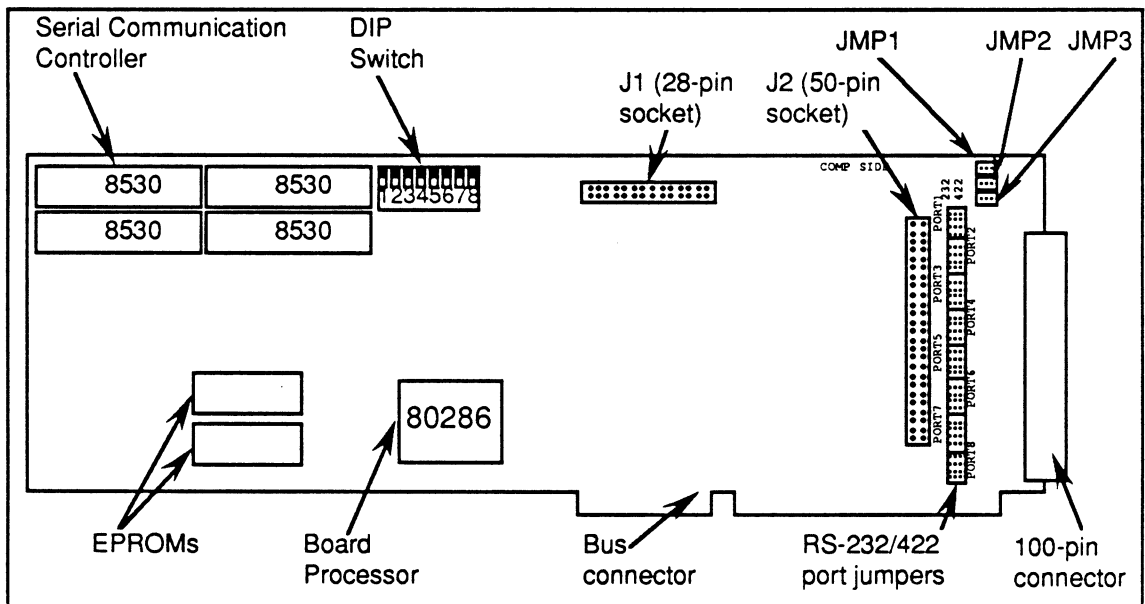 Serial Communication
Controller
DIP
Switch
J1 (28-pin
socket)
J2 (50-pin
socket)
JMP1
JMP2
JMP3
8530
8530
8530
8530
12345678
COMP SIDE
232
422
PORT1
PORT2
PORT3
PORT4
PORT5
PORT6
PORT7
PORT8
80286
EPROMs
Board
Processor
Bus
connector
RS-232/422
port jumpers
100-pin
connector